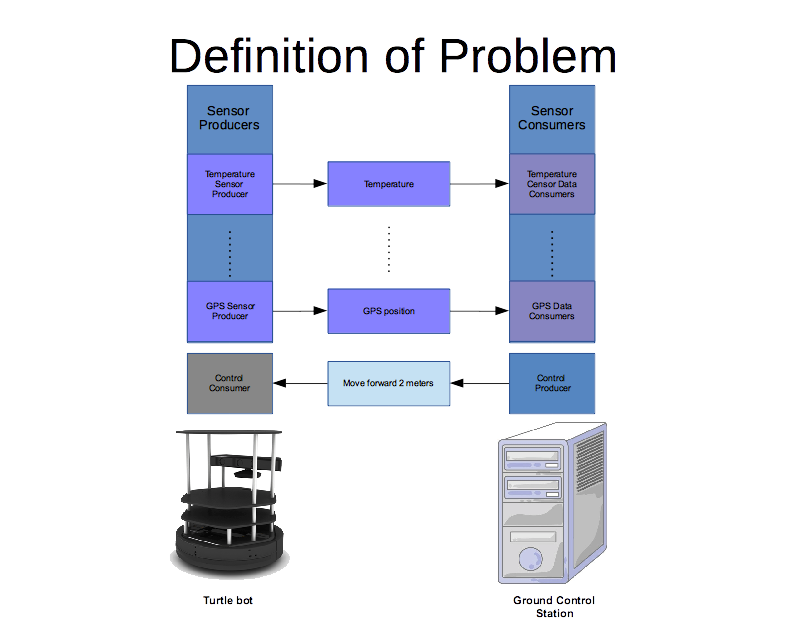 Definition of Problem
Sensor
Producers
Sensor
Consumers
Temperature
Sensor
Producer
Temperature
Temperature
Censor Data
Consumers
GPS Sensor
Producer
GPS position
GPS Data
Consumers
Control
Consumer
Move forward 2 meters
Control
Producer
Turtle bot
Ground Control
Station